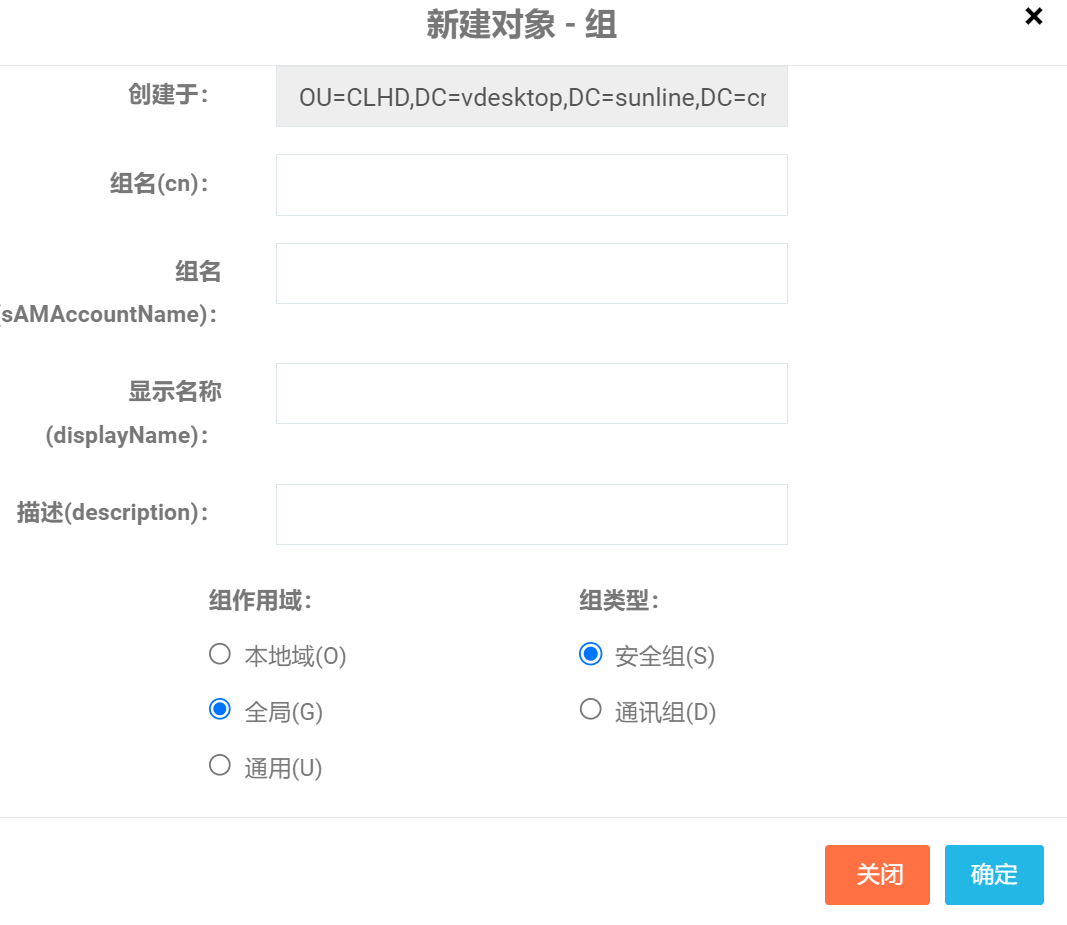 新建对象 - 组
创建于：
OU=CLHD,DC=vdesktop,DC=sunline,DC=cr
组名(cn)：
组名
(sAMAccountName)：
显示名称
(displayName)：
描述(description)：
组作用域： 组类型：
本地域(O) 安全组(S)
全局(G) 通讯组(D)
通用(U)
关闭 确定